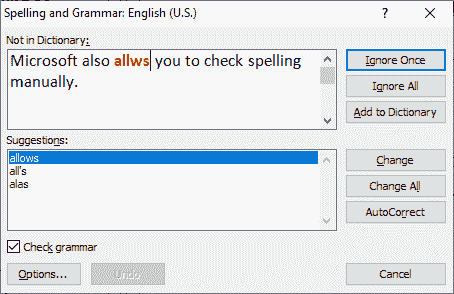 Spelling and Grammar: English (U.S.)
Not in Dictionary:
Microsoft also allws you to check spelling
manually.
Ignore Once
Ignore All
Add to Dictionary
Suggestions:
allows
all's
alas
Change
Change All
AutoCorrect
Check grammar
Options...
Undo
Cancel